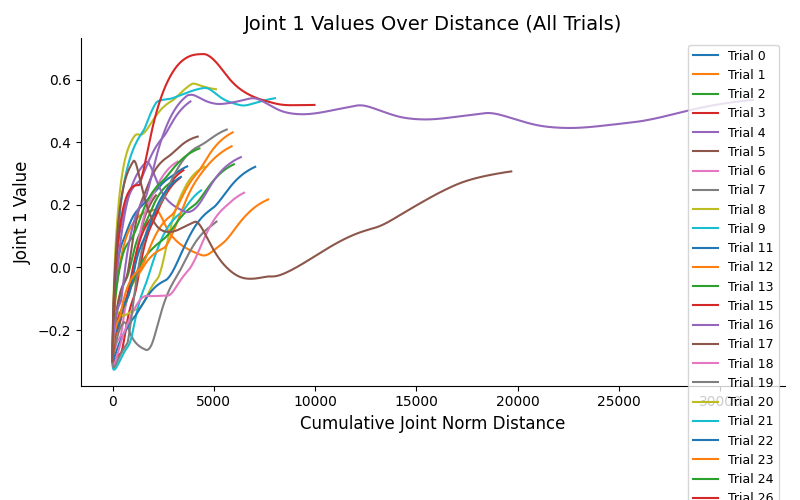 Joint 1 Values Over Distance (All Trials)
Joint 1 Value
0.6
0.4
0.2
0.0
−0.2
0
5000
10000
15000
20000
25000
30000
Cumulative Joint Norm Distance
Trial 0
Trial 1
Trial 2
Trial 3
Trial 4
Trial 5
Trial 6
Trial 7
Trial 8
Trial 9
Trial 11
Trial 12
Trial 13
Trial 15
Trial 16
Trial 17
Trial 18
Trial 19
Trial 20
Trial 21
Trial 22
Trial 23
Trial 24
Trial 26